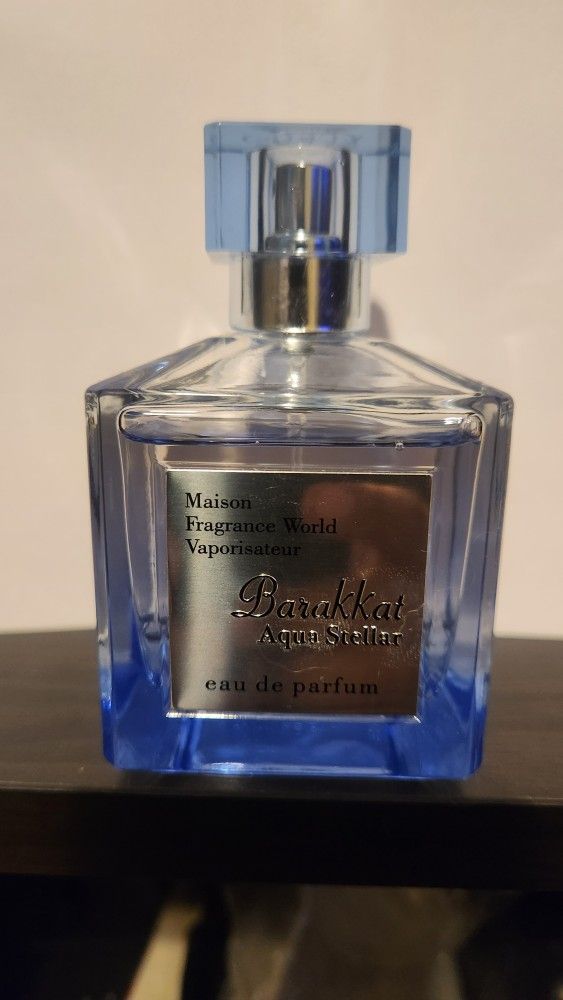 Maison
Fragrance World
Vaporisateur
Barakkat
Aqua Stellar
eau de parfum